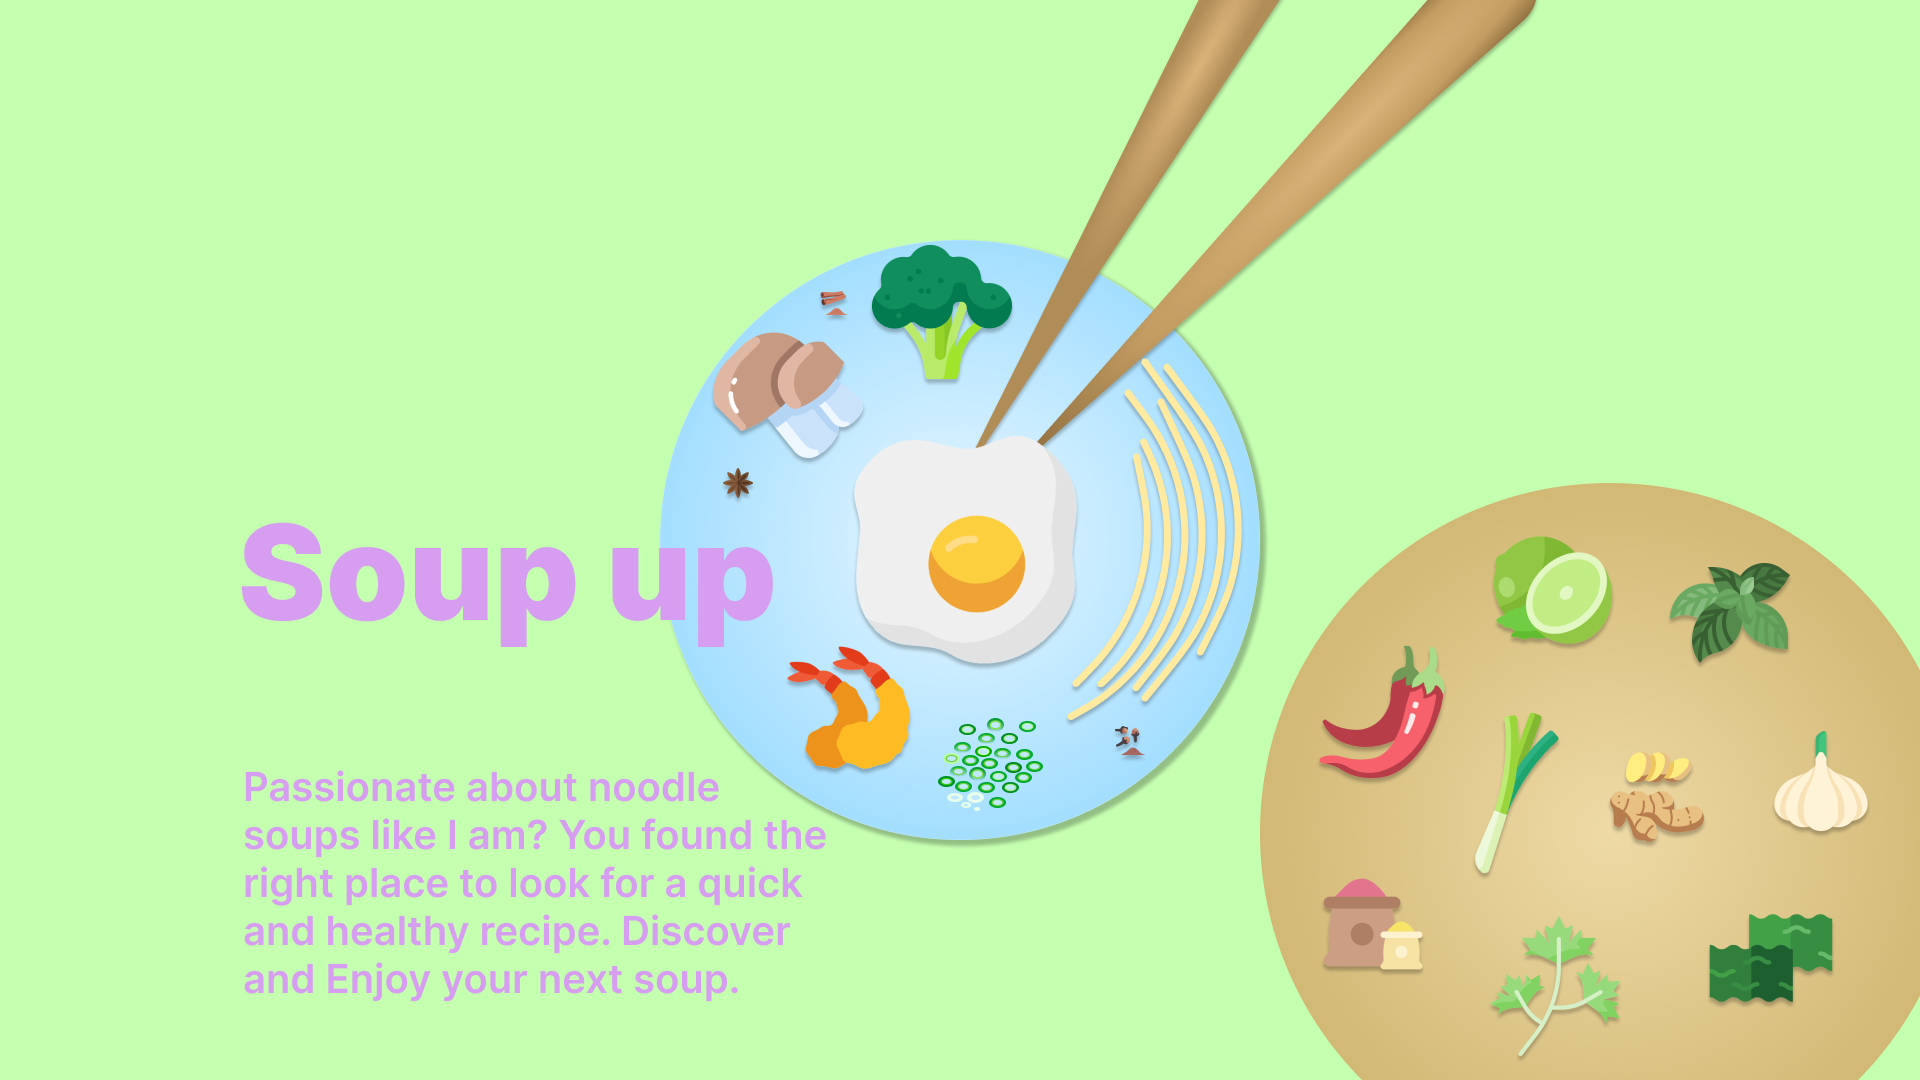 Soup up
Passionate about noodle
soups like I am? You found the
right place to look for a quick
and healthy recipe. Discover
and Enjoy your next soup.